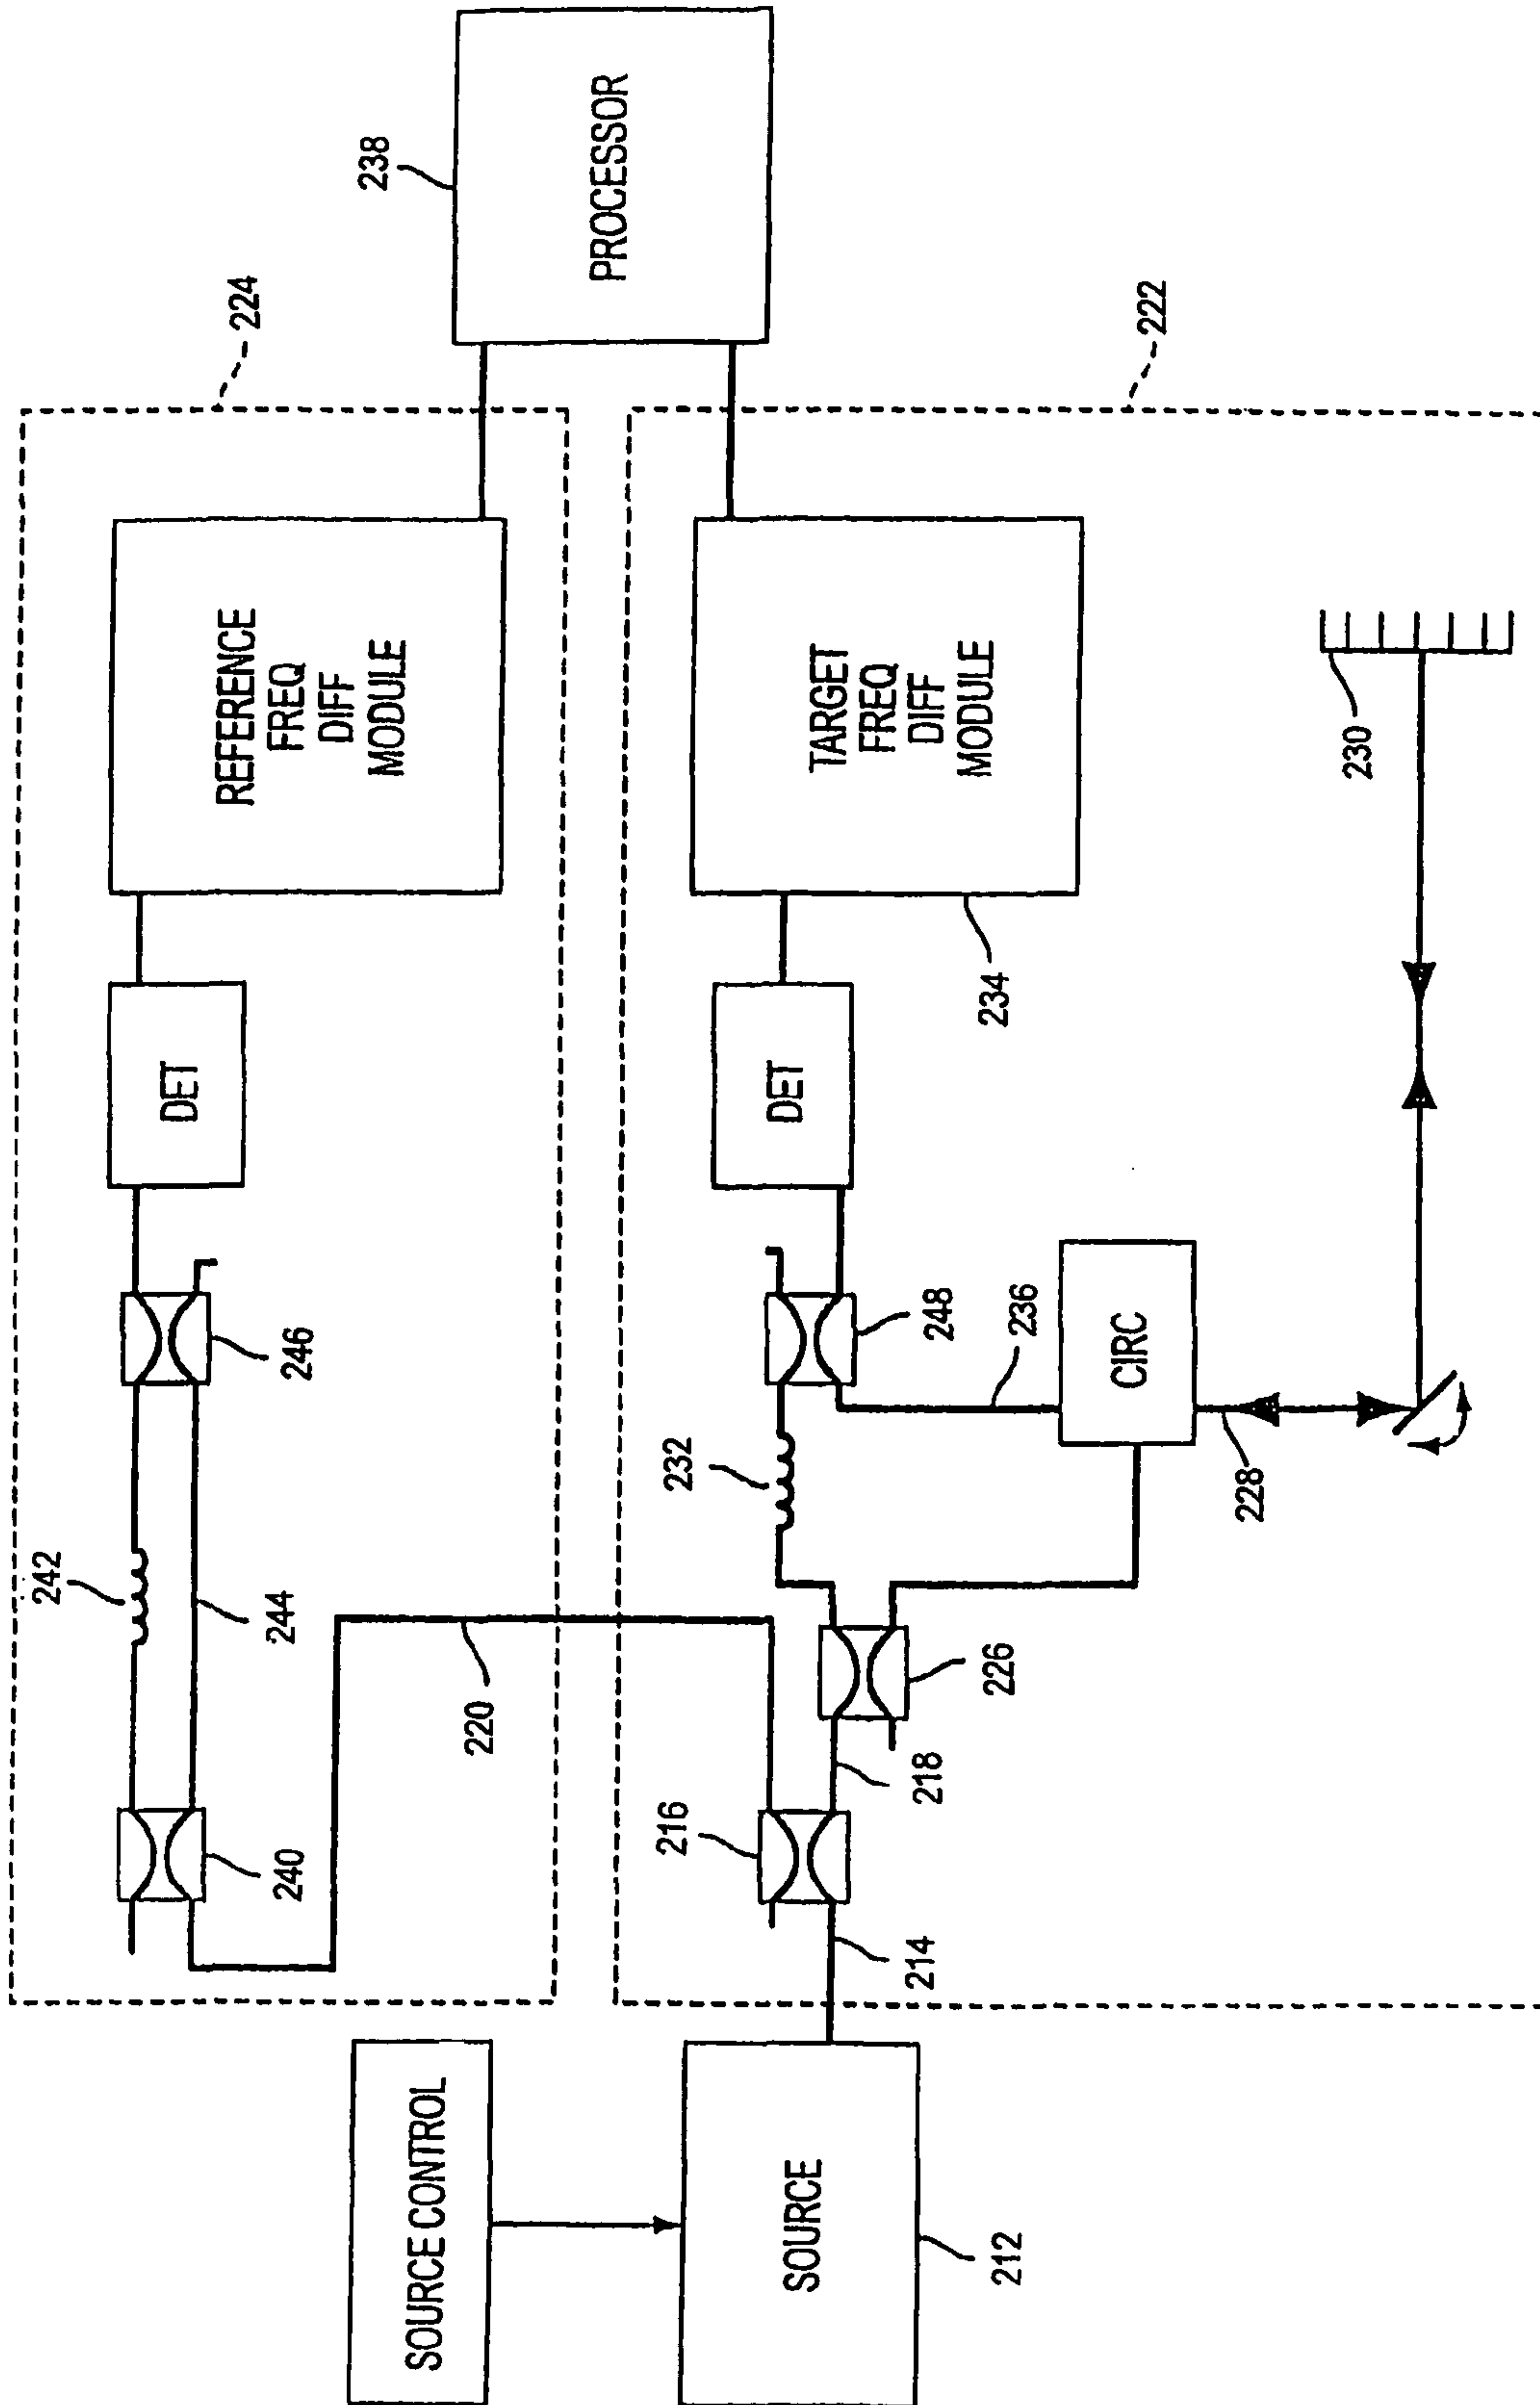 SOURCE CONTROL
SOURCE
212
214
216
218
220
240
242
244
246
DET
REFERENCE
FREQ
DIFF
MODULE
224
226
232
248
236
CIRC
228
DET
TARGET
FREQ
DIFF
MODULE
234
230
222
PROCESSOR
238